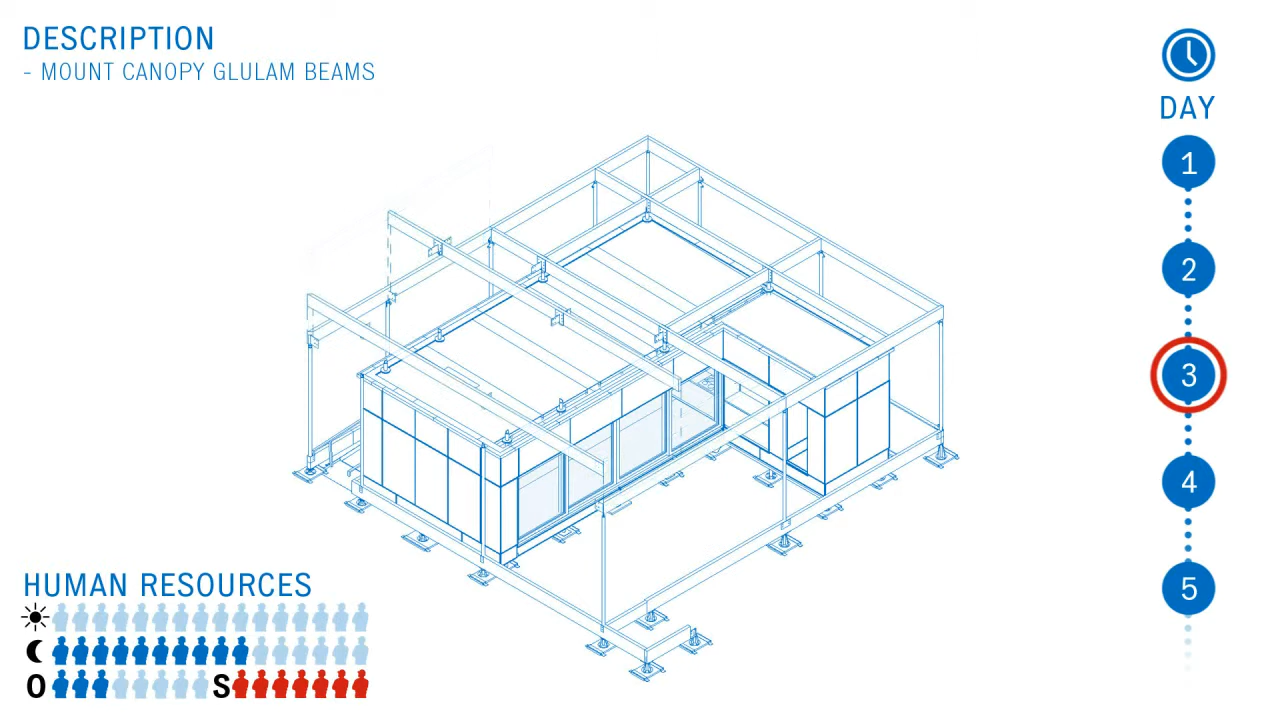 DESCRIPTION
- MOUNT CANOPY GLULAM BEAMS
DAY
1
2
3
4
5
HUMAN RESOURCES
O S